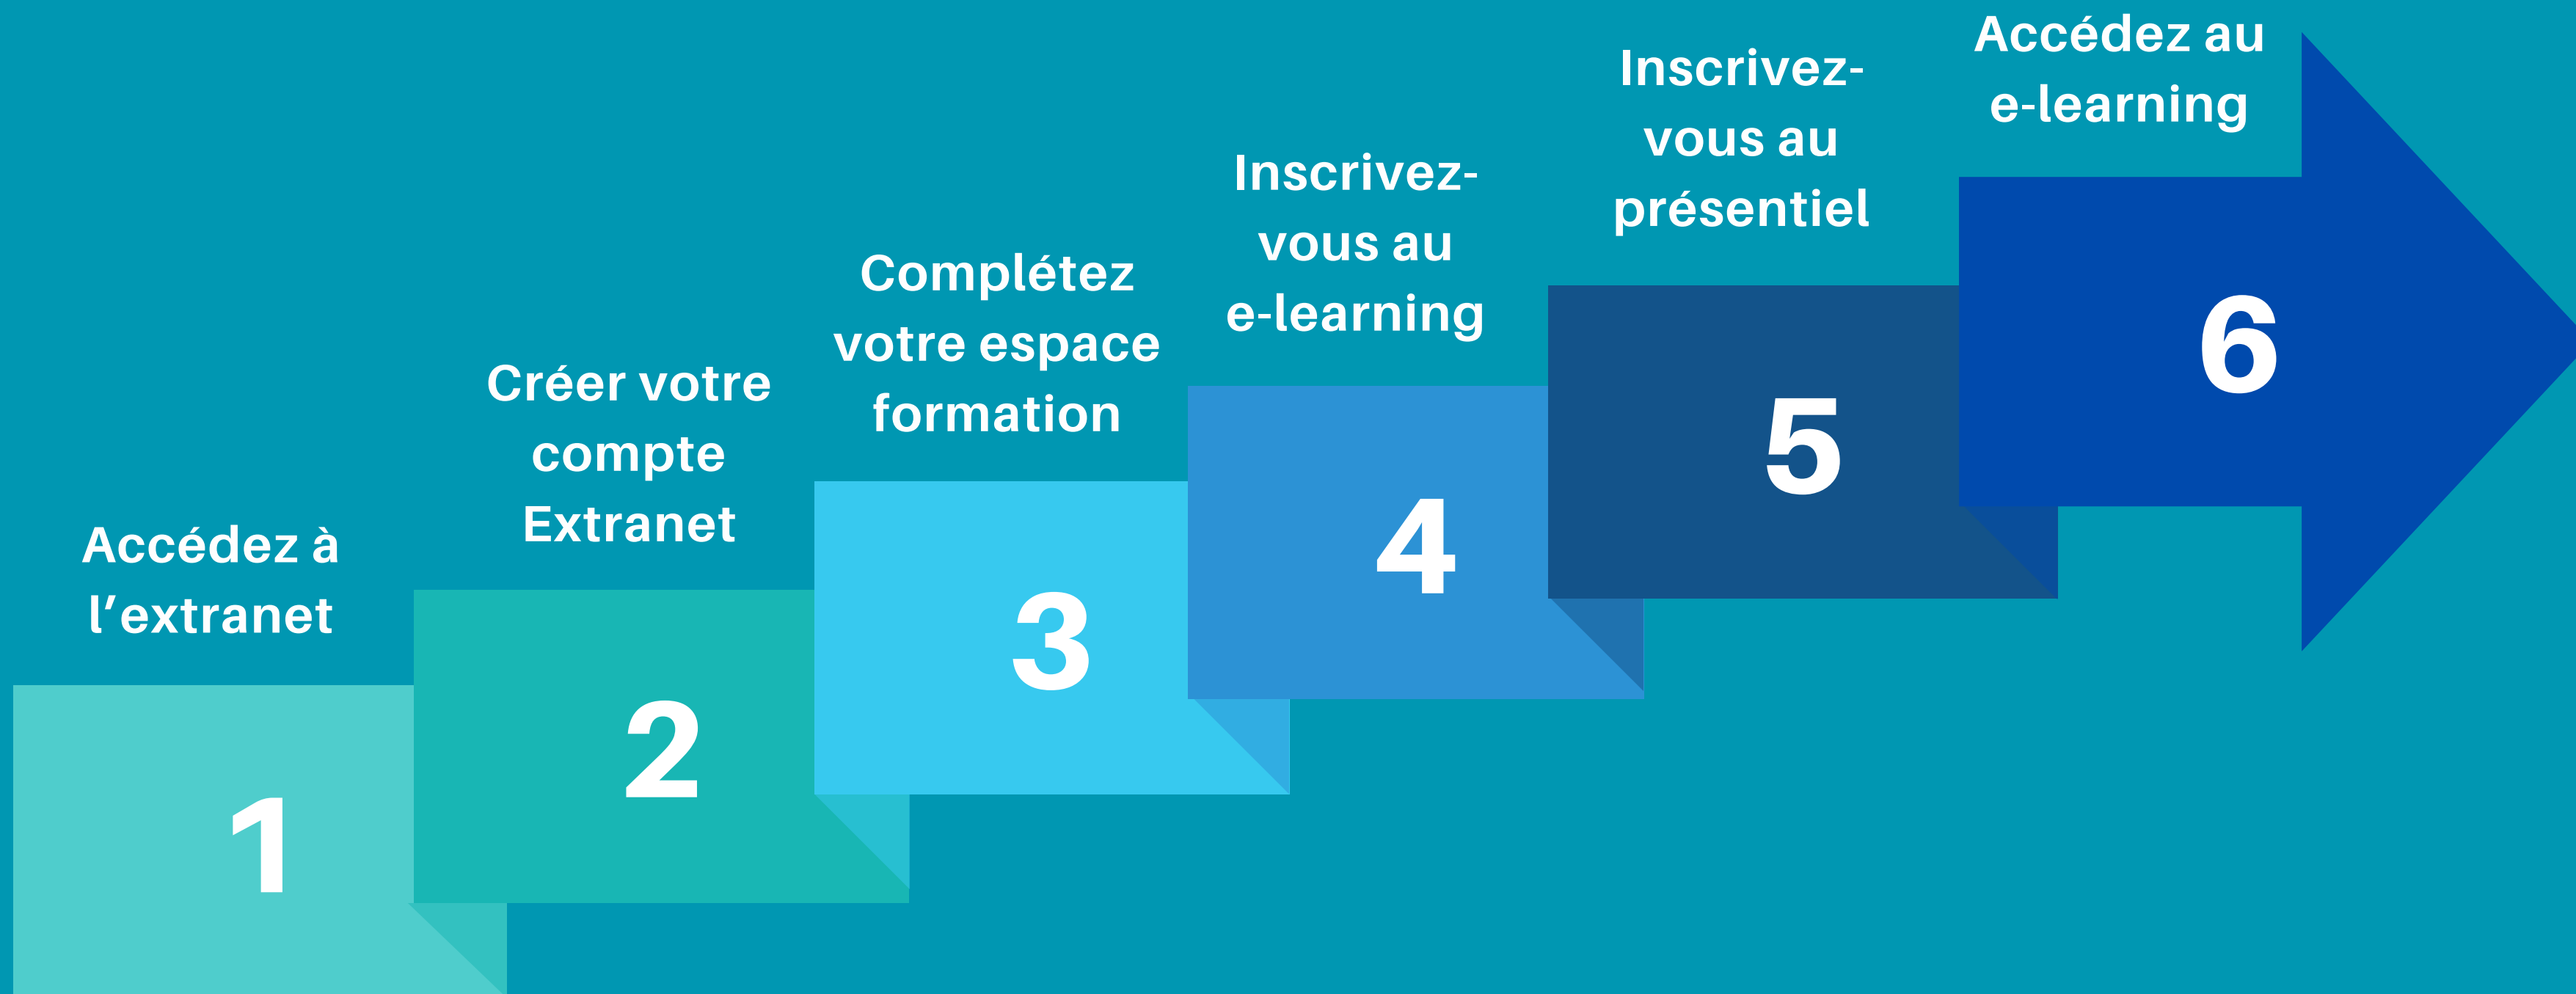 Accédez à
l’extranet
1
Créer votre
compte
Extranet
2
Complétez
votre espace
formation
3
Inscrivez-
vous au
e-learning
4
Inscrivez-
vous au
présentiel
5
Accédez au
e-learning
6